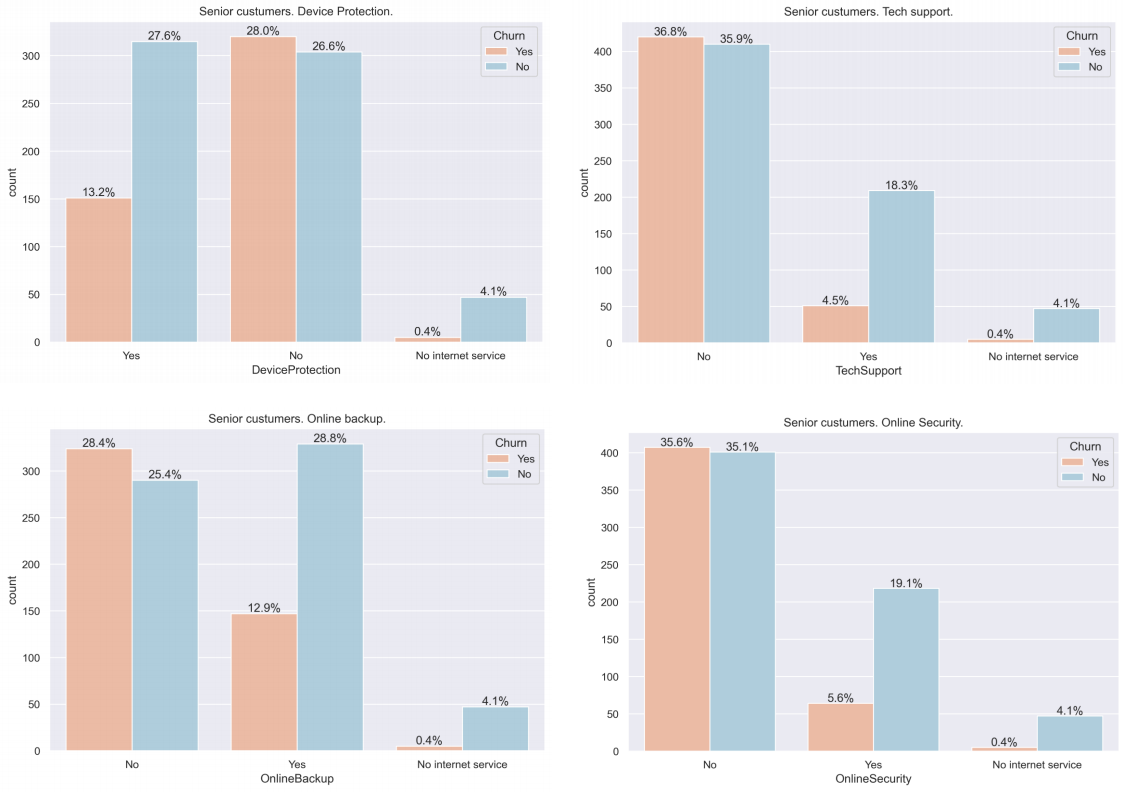 Senior custumers. Device Protection.
count
300
250
200
150
100
50
0
13.2%
27.6%
28.0%
26.6%
0.4%
4.1%
Churn
Yes
No
Yes
No
No internet service
DeviceProtection
Senior custumers. Tech support.
count
400
350
300
250
200
150
100
50
0
36.8%
35.9%
4.5%
18.3%
0.4%
4.1%
Churn
Yes
No
No
Yes
No internet service
TechSupport
Senior custumers. Online backup.
count
300
250
200
150
100
50
0
28.4%
25.4%
12.9%
28.8%
0.4%
4.1%
Churn
Yes
No
No
Yes
No internet service
OnlineBackup
Senior custumers. Online Security.
count
400
350
300
250
200
150
100
50
0
35.6%
35.1%
5.6%
19.1%
0.4%
4.1%
Churn
Yes
No
No
Yes
No internet service
OnlineSecurity